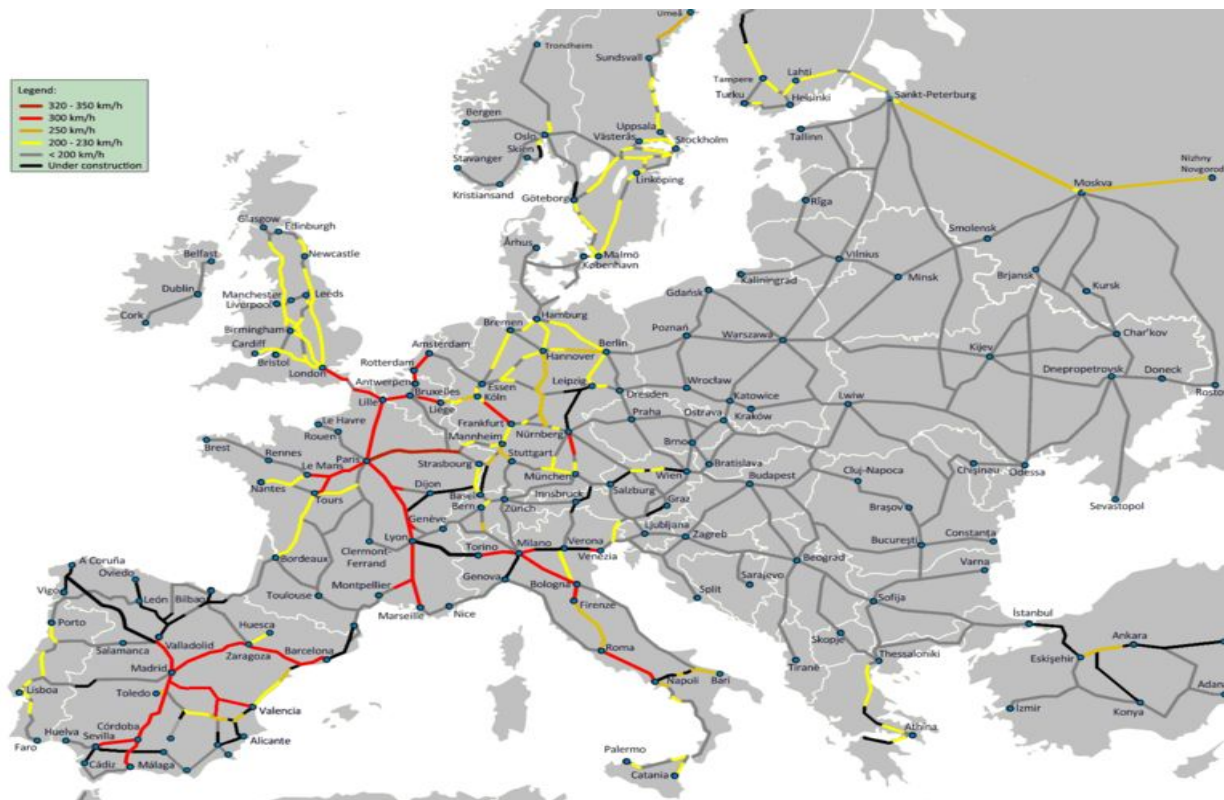 Legend:
320 - 350 km/h
300 km/h
250 km/h
200 - 230 km/h
< 200 km/h
Under construction
Umeå
Trondheim
Sundsvall
Tampere
Lahti
Turku
Helsinki
Sankt-Peterburg
Bergen
Oslo
Uppsala
Västerås
Stockholm
Tallinn
Skien
Stavanger
Linköping
Kristiansand
Göteborg
Nizhny
Novgorod
Moskva
Rīga
Glasgow
Edinburgh
Smolensk
Belfast
Newcastle
Århus
Malmö
København
Vilnius
Kaliningrad
Minsk
Brjansk
Dublin
Manchester
Leeds
Liverpool
Gdańsk
Kursk
Cork
Birmingham
Hamburg
Bremen
Poznań
Warszawa
Char'kov
Cardiff
Bristol
Amsterdam
Hannover
Berlin
Kijev
London
Rotterdam
Antwerpen
Bruxelles
Essen
Köln
Leipzig
Dresden
Wrocław
Katowice
Dnepropetrovsk
Doneck
Rostov
Lille
Liège
Kraków
Lwiw
Le Havre
Rouen
Frankfurt
Nürnberg
Praha
Ostrava
Brest
Rennes
Le Mans
Paris
Mannheim
Strasbourg
Stuttgart
Brno
Bratislava
Cluj-Napoca
Chișinau
Odessa
Nantes
Tours
Dijon
München
Wien
Budapest
Basel
Bern
Zürich
Innsbruck
Salzburg
Graz
Sevastopol
Genève
Ljubljana
Zagreb
Brașov
Bordeaux
Clermont-
Ferrand
Lyon
Torino
Milano
Verona
Venezia
București
Constanța
A Coruña
Oviedo
Beograd
Varna
Vigo
León
Bilbao
Toulouse
Montpellier
Genova
Bologna
Split
Sarajevo
Marseille
Nice
Firenze
Sofija
Porto
Huesca
Salamanca
Valladolid
Zaragoza
Barcelona
Skopje
İstanbul
Ankara
Madrid
Roma
Tiranë
Thessaloniki
Eskişehir
Lisboa
Toledo
Valencia
Napoli
Bari
Adana
Konya
İzmir
Córdoba
Huelva
Sevilla
Alicante
Athína
Faro
Cádiz
Málaga
Palermo
Catania